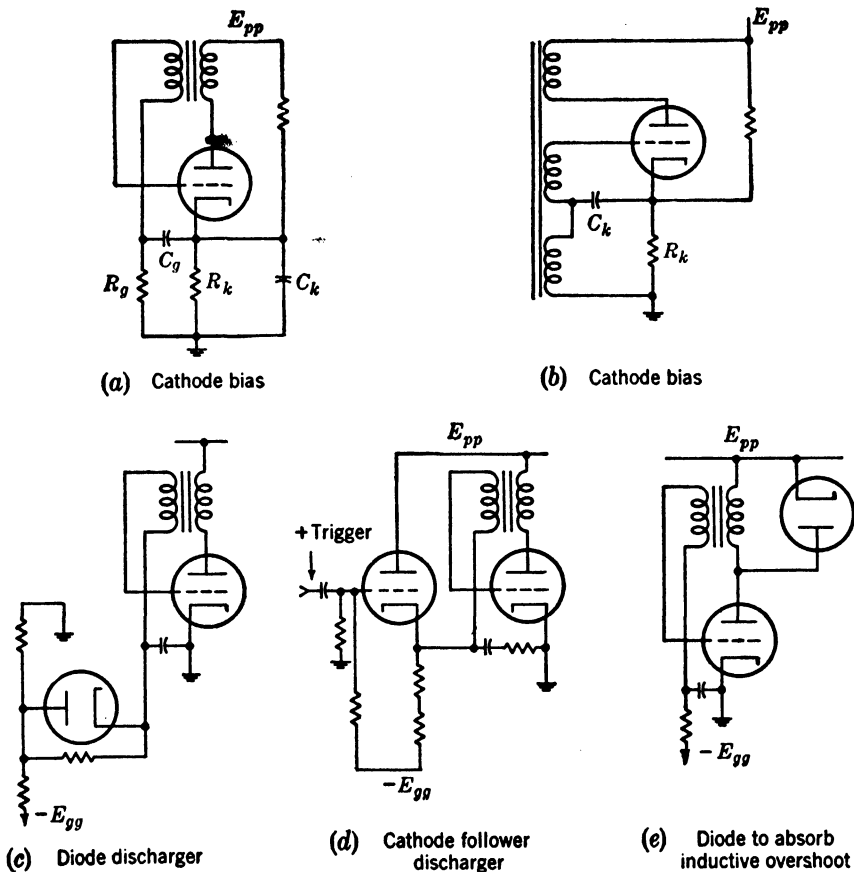 E_pp
E_pp
C_g
R_g
R_k
C_k
C_k
R_k
(a) Cathode bias
(b) Cathode bias
E_pp
E_pp
+Trigger
-E_gg
-E_gg
-E_gg
(c) Diode discharger
(d) Cathode follower
discharger
(e) Diode to absorb
inductive overshoot